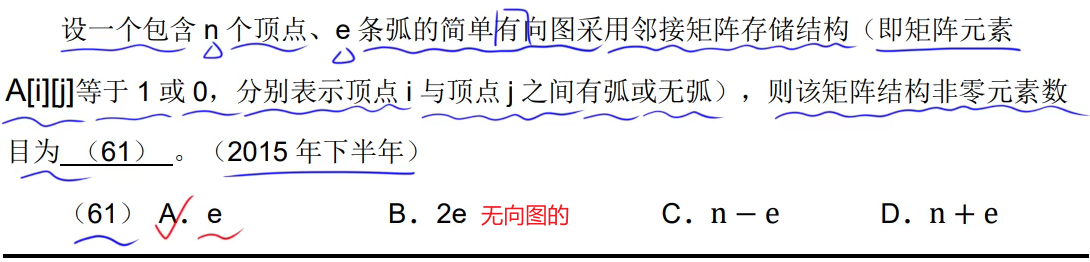 设一个包含 n 个顶点、e 条弧的简单有向图采用邻接矩阵存储结构（即矩阵元素
A[i][j]等于 1 或 0，分别表示顶点 i 与顶点 j 之间有弧或无弧），则该矩阵结构非零元素数
目为 （61） 。（2015 年下半年）
（61） A．e B．2e 无向图的 C．n－e D．n＋e